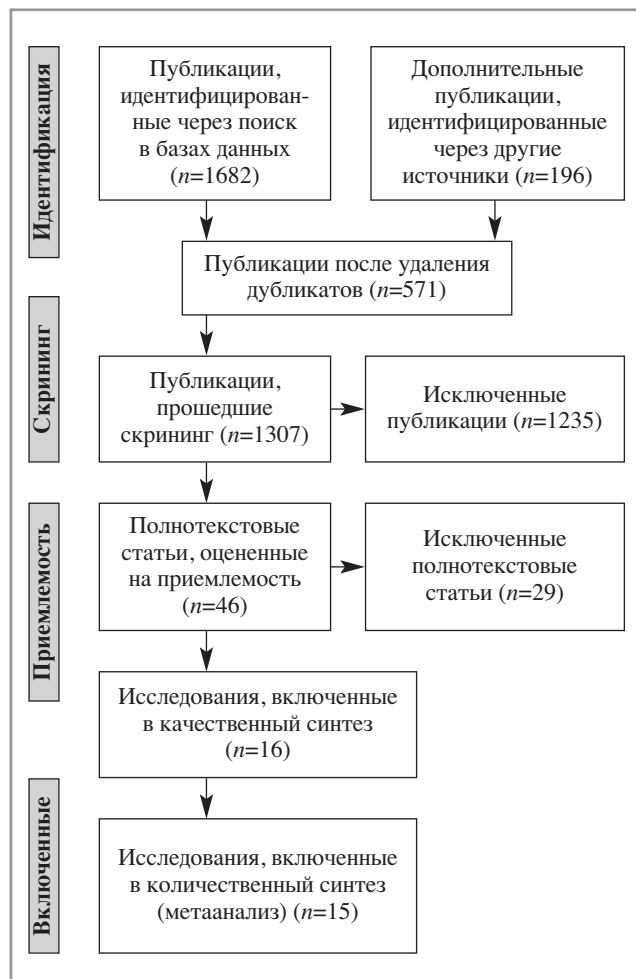 Идентификация
Публикации,
идентифицирован-
ные через поиск
в базах данных
(n=1682)
Дополнительные
публикации,
идентифицированные
через другие
источники (n=196)
Публикации после удаления
дубликатов (n=571)
Скрининг
Публикации,
прошедшие
скрининг (n=1307)
Исключенные
публикации (n=1235)
Приемлемость
Полнотекстовые
статьи, оцененные
на приемлемость
(n=46)
Исключенные
полнотекстовые
статьи (n=29)
Исследования, включенные
в качественный синтез
(n=16)
Включенные
Исследования, включенные
в количественный синтез
(метаанализ) (n=15)